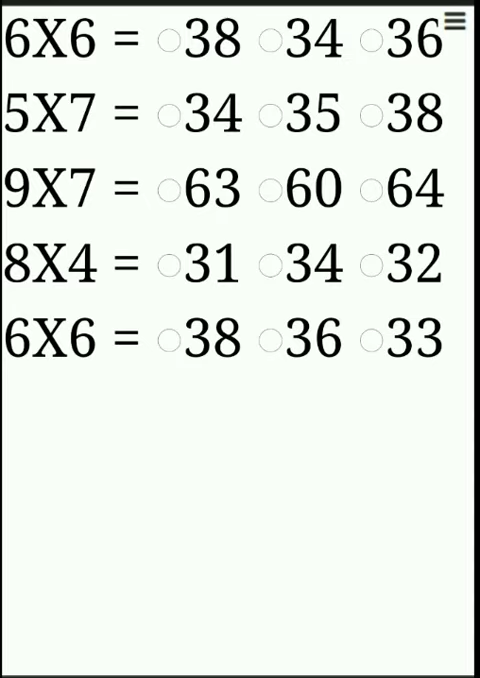 6X6 = 38 34 36
5X7 = 34 35 38
9X7 = 63 60 64
8X4 = 31 34 32
6X6 = 38 36 33